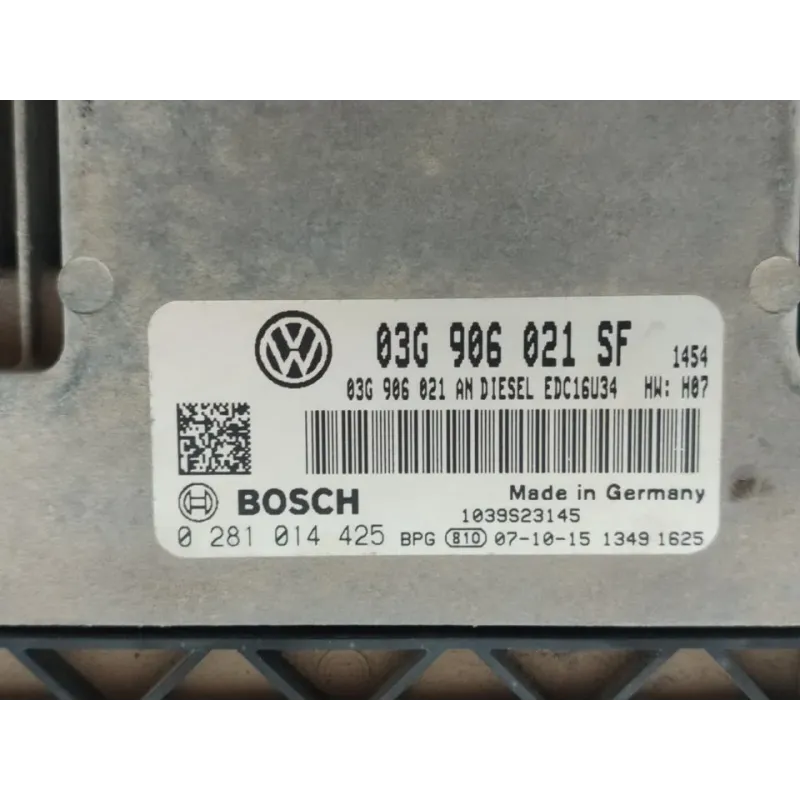 03G 906 021 SF 1454
03G 906 021 AN DIESEL EDC16U34 HW: H07
BOSCH
Made in Germany
1039S23145
0 281 014 425 BPG 810 07-10-15 1349 1625